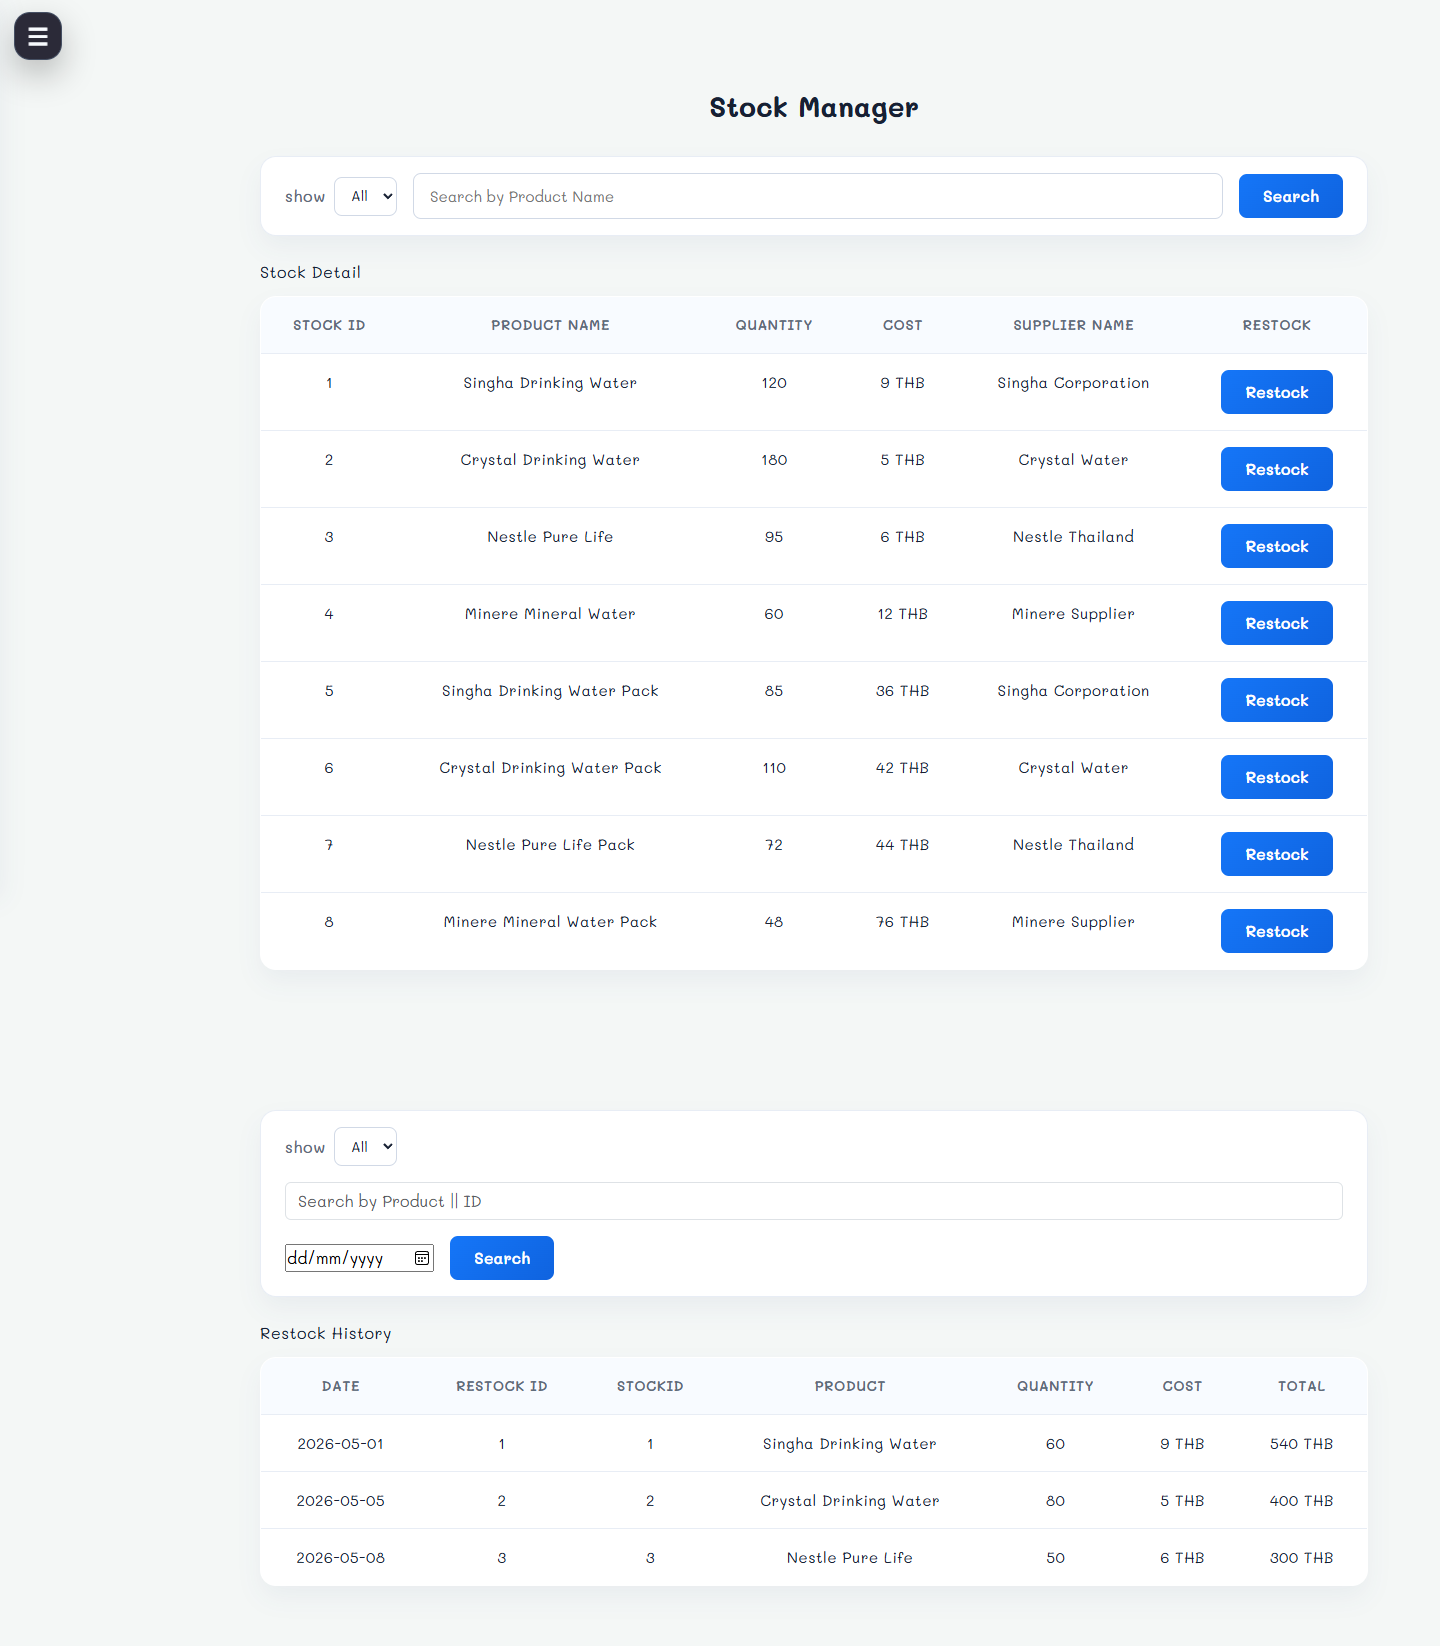 Stock Manager
show All Search by Product Name Search
Stock Detail
STOCK ID PRODUCT NAME QUANTITY COST SUPPLIER NAME RESTOCK
1 Singha Drinking Water 120 9 THB Singha Corporation Restock
2 Crystal Drinking Water 180 5 THB Crystal Water Restock
3 Nestle Pure Life 95 6 THB Nestle Thailand Restock
4 Minere Mineral Water 60 12 THB Minere Supplier Restock
5 Singha Drinking Water Pack 85 36 THB Singha Corporation Restock
6 Crystal Drinking Water Pack 110 42 THB Crystal Water Restock
7 Nestle Pure Life Pack 72 44 THB Nestle Thailand Restock
8 Minere Mineral Water Pack 48 76 THB Minere Supplier Restock
show All
Search by Product || ID
dd/mm/yyyy Search
Restock History
DATE RESTOCK ID STOCKID PRODUCT QUANTITY COST TOTAL
2026-05-01 1 1 Singha Drinking Water 60 9 THB 540 THB
2026-05-05 2 2 Crystal Drinking Water 80 5 THB 400 THB
2026-05-08 3 3 Nestle Pure Life 50 6 THB 300 THB